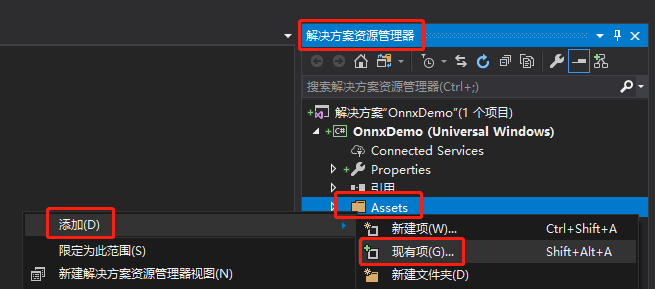 解决方案资源管理器
搜索解决方案资源管理器(Ctrl+;)
解决方案"OnnxDemo"(1 个项目)
C# OnnxDemo (Universal Windows)
Connected Services
Properties
引用
Assets
添加(D)
限定为此范围(S)
新建解决方案资源管理器视图(N)
新建项(W)... Ctrl+Shift+A
现有项(G)... Shift+Alt+A
新建文件夹(D)